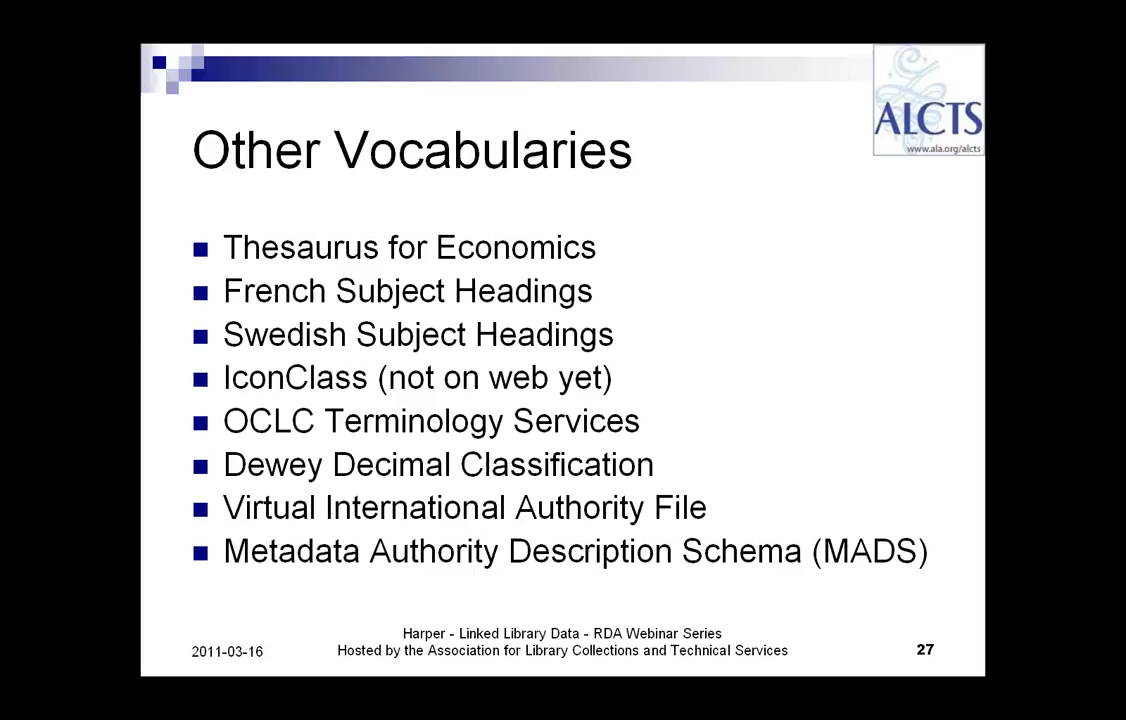 ALCTS
www.ala.org/alcts
Other Vocabularies
Thesaurus for Economics
French Subject Headings
Swedish Subject Headings
IconClass (not on web yet)
OCLC Terminology Services
Dewey Decimal Classification
Virtual International Authority File
Metadata Authority Description Schema (MADS)
Harper - Linked Library Data - RDA Webinar Series
2011-03-16 Hosted by the Association for Library Collections and Technical Services 27